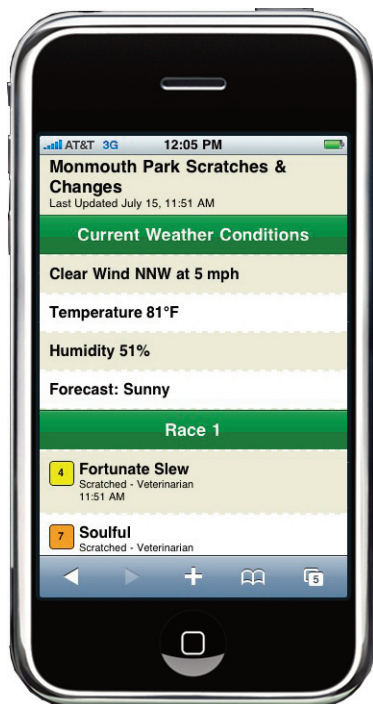 AT&T 3G 12:05 PM
Monmouth Park Scratches &
Changes
Last Updated July 15, 11:51 AM
Current Weather Conditions
Clear Wind NNW at 5 mph
Temperature 81°F
Humidity 51%
Forecast: Sunny
Race 1
4 Fortunate Slew
Scratched - Veterinarian
11:51 AM
7 Soulful
Scratched - Veterinarian
5